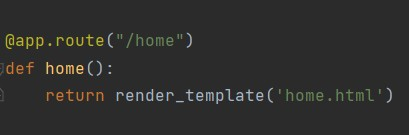 @app.route("/home")
def home():
    return render_template('home.html')